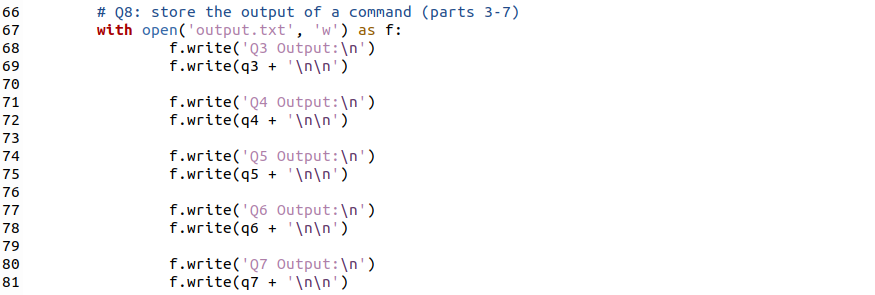 66 # Q8: store the output of a command (parts 3-7)
67 with open('output.txt', 'w') as f:
68 f.write('Q3 Output:\n')
69 f.write(q3 + '\n\n')
70
71 f.write('Q4 Output:\n')
72 f.write(q4 + '\n\n')
73
74 f.write('Q5 Output:\n')
75 f.write(q5 + '\n\n')
76
77 f.write('Q6 Output:\n')
78 f.write(q6 + '\n\n')
79
80 f.write('Q7 Output:\n')
81 f.write(q7 + '\n\n')